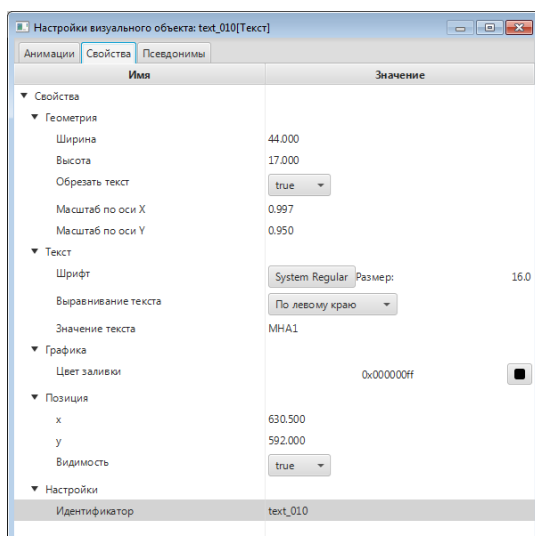 Настройки визуального объекта: text_010[Текст]
Анимации Свойства Псевдонимы
Имя Значение
Свойства
Геометрия
Ширина 44.000
Высота 17.000
Обрезать текст true
Масштаб по оси X 0.997
Масштаб по оси Y 0.950
Текст
Шрифт System Regular Размер: 16.0
Выравнивание текста По левому краю
Значение текста МНА1
Графика
Цвет заливки 0x000000ff
Позиция
x 630.500
y 592.000
Видимость true
Настройки
Идентификатор text_010